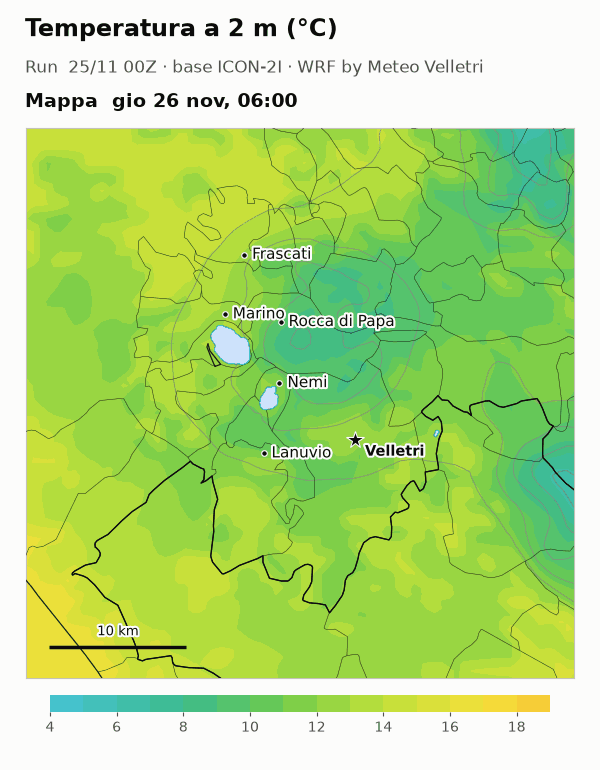 Temperatura a 2 m (°C)
Run  25/11 00Z · base ICON-2I · WRF by Meteo Velletri
Mappa  gio 26 nov, 06:00
Frascati
Marino
Rocca di Papa
Nemi
Velletri
Lanuvio
10 km
4 6 8 10 12 14 16 18